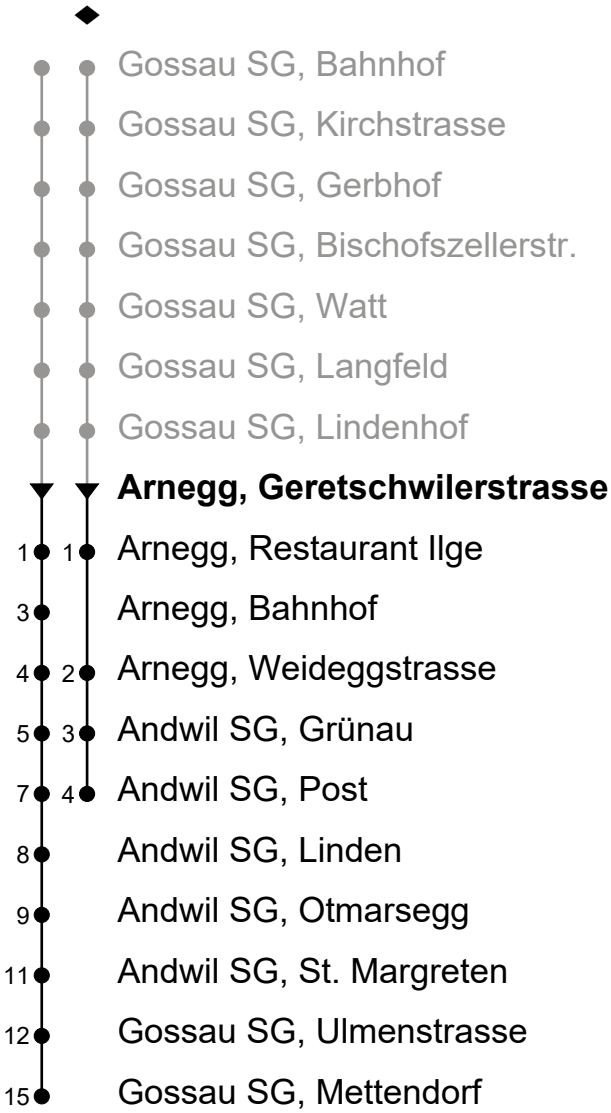 Gossau SG, Bahnhof
Gossau SG, Kirchstrasse
Gossau SG, Gerbhof
Gossau SG, Bischofszellerstr.
Gossau SG, Watt
Gossau SG, Langfeld
Gossau SG, Lindenhof
Arnegg, Geretschwilerstrasse
1 1 Arnegg, Restaurant Ilge
3 Arnegg, Bahnhof
4 2 Arnegg, Weideggstrasse
5 3 Andwil SG, Grünau
7 4 Andwil SG, Post
8 Andwil SG, Linden
9 Andwil SG, Otmarsegg
11 Andwil SG, St. Margreten
12 Gossau SG, Ulmenstrasse
15 Gossau SG, Mettendorf